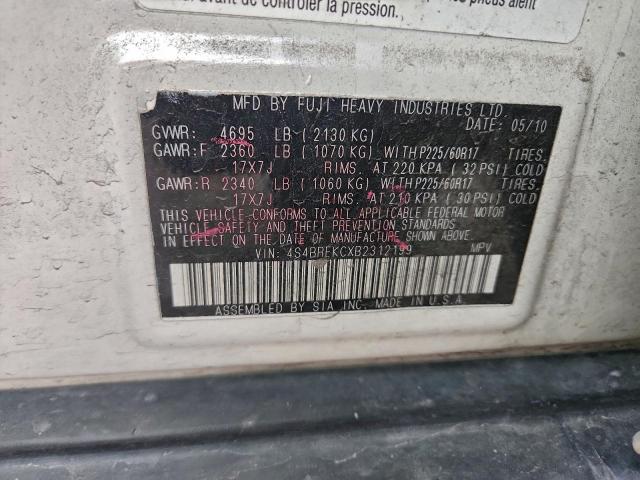 avant de contrôler la pression.
MFD BY FUJI HEAVY INDUSTRIES LTD.
DATE: 05/10
GVWR: 4695 LB (2130 KG)
GAWR:F 2360 LB (1070 KG) WITH P225/60R17 TIRES.
17X7J RIMS. AT 220 KPA (32 PSI) COLD
GAWR:R 2340 LB (1060 KG) WITH P225/60R17 TIRES.
17X7J RIMS. AT 210 KPA (30 PSI) COLD
THIS VEHICLE CONFORMS TO ALL APPLICABLE FEDERAL MOTOR
VEHICLE SAFETY AND THEFT PREVENTION STANDARDS
IN EFFECT ON THE DATE OF MANUFACTURE SHOWN ABOVE.
VIN: 4S4BREKCXB2312199 MPV
ASSEMBLED BY SIA INC. MADE IN U.S.A.